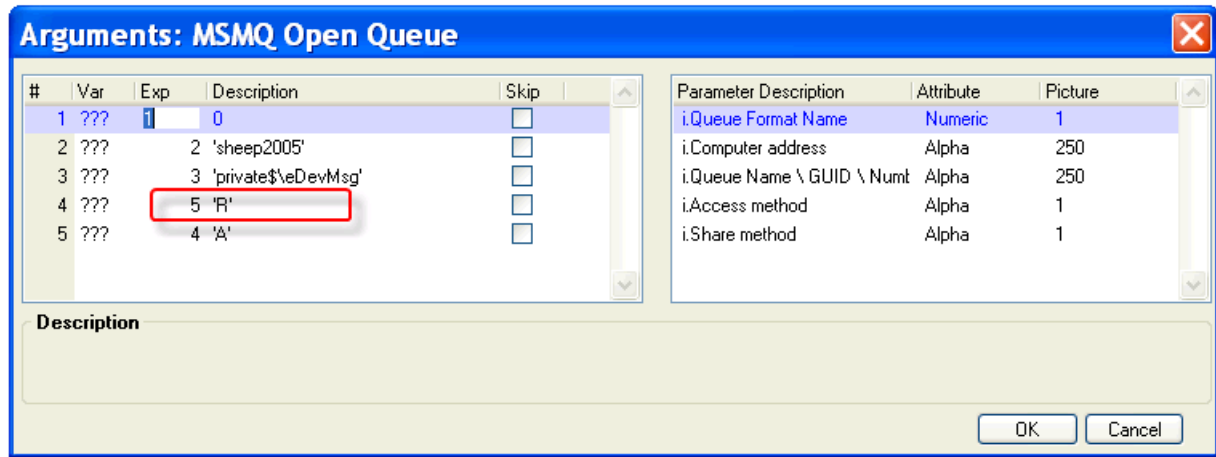 Arguments: MSMQ Open Queue
# Var Exp Description Skip Parameter Description Attribute Picture
1 ??? 1 0 i.Queue Format Name Numeric 1
2 ??? 2 'sheep2005' i.Computer address Alpha 250
3 ??? 3 'private$\eDevMsg' i.Queue Name \ GUID \ Numb Alpha 250
4 ??? 5 'R' i.Access method Alpha 1
5 ??? 4 'A' i.Share method Alpha 1
Description
OK Cancel